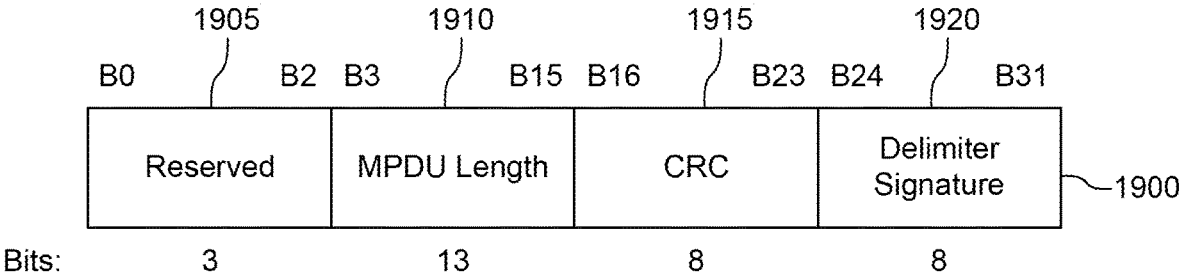 1905 1910 1915 1920
B0 B2 B3 B15 B16 B23 B24 B31
Reserved MPDU Length CRC Delimiter
Signature
1900
Bits: 3 13 8 8